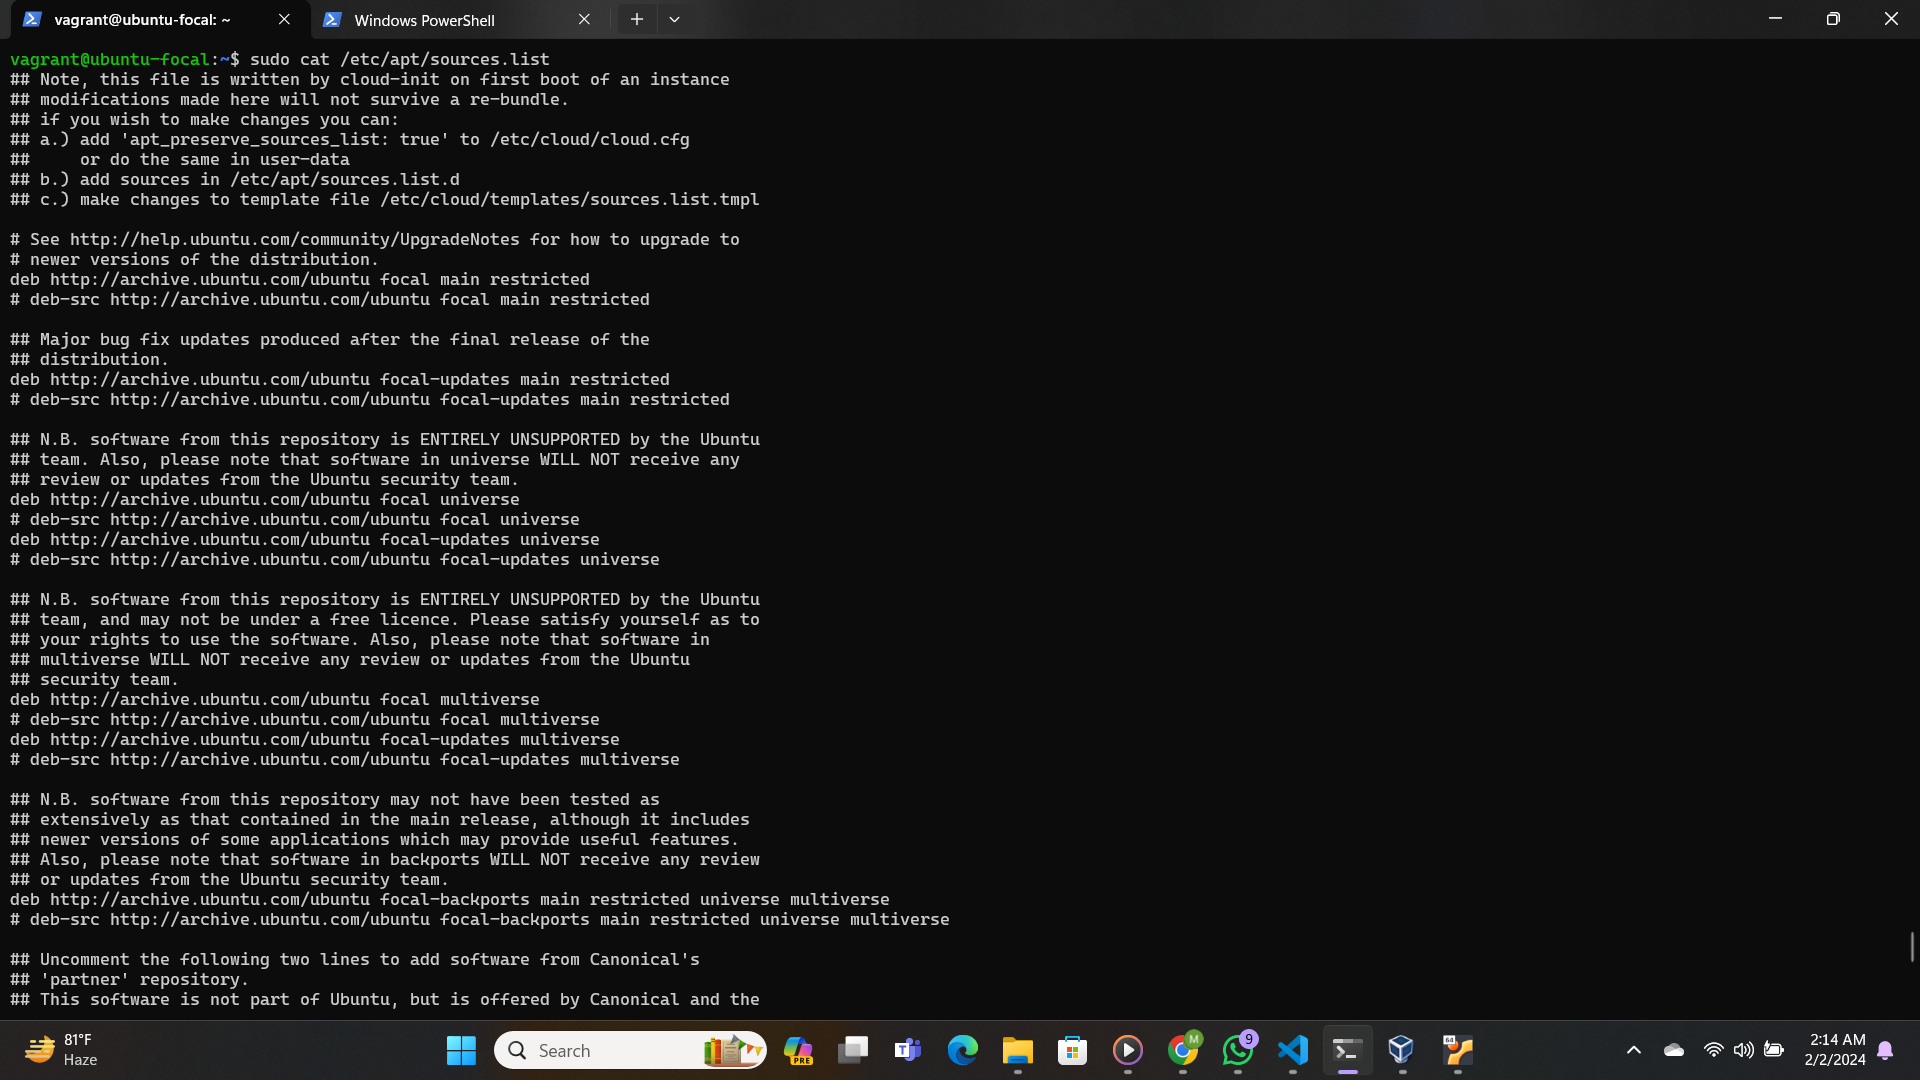 vagrant@ubuntu-focal: ~
Windows PowerShell
vagrant@ubuntu-focal:~$ sudo cat /etc/apt/sources.list
## Note, this file is written by cloud-init on first boot of an instance
## modifications made here will not survive a re-bundle.
## if you wish to make changes you can:
## a.) add 'apt_preserve_sources_list: true' to /etc/cloud/cloud.cfg
##     or do the same in user-data
## b.) add sources in /etc/apt/sources.list.d
## c.) make changes to template file /etc/cloud/templates/sources.list.tmpl

# See http://help.ubuntu.com/community/UpgradeNotes for how to upgrade to
# newer versions of the distribution.
deb http://archive.ubuntu.com/ubuntu focal main restricted
# deb-src http://archive.ubuntu.com/ubuntu focal main restricted

## Major bug fix updates produced after the final release of the
## distribution.
deb http://archive.ubuntu.com/ubuntu focal-updates main restricted
# deb-src http://archive.ubuntu.com/ubuntu focal-updates main restricted

## N.B. software from this repository is ENTIRELY UNSUPPORTED by the Ubuntu
## team. Also, please note that software in universe WILL NOT receive any
## review or updates from the Ubuntu security team.
deb http://archive.ubuntu.com/ubuntu focal universe
# deb-src http://archive.ubuntu.com/ubuntu focal universe
deb http://archive.ubuntu.com/ubuntu focal-updates universe
# deb-src http://archive.ubuntu.com/ubuntu focal-updates universe

## N.B. software from this repository is ENTIRELY UNSUPPORTED by the Ubuntu
## team, and may not be under a free licence. Please satisfy yourself as to
## your rights to use the software. Also, please note that software in
## multiverse WILL NOT receive any review or updates from the Ubuntu
## security team.
deb http://archive.ubuntu.com/ubuntu focal multiverse
# deb-src http://archive.ubuntu.com/ubuntu focal multiverse
deb http://archive.ubuntu.com/ubuntu focal-updates multiverse
# deb-src http://archive.ubuntu.com/ubuntu focal-updates multiverse

## N.B. software from this repository may not have been tested as
## extensively as that contained in the main release, although it includes
## newer versions of some applications which may provide useful features.
## Also, please note that software in backports WILL NOT receive any review
## or updates from the Ubuntu security team.
deb http://archive.ubuntu.com/ubuntu focal-backports main restricted universe multiverse
# deb-src http://archive.ubuntu.com/ubuntu focal-backports main restricted universe multiverse

## Uncomment the following two lines to add software from Canonical's
## 'partner' repository.
## This software is not part of Ubuntu, but is offered by Canonical and the
81°F
Haze
Search
PRE
T
M
9
64
2:14 AM
2/2/2024